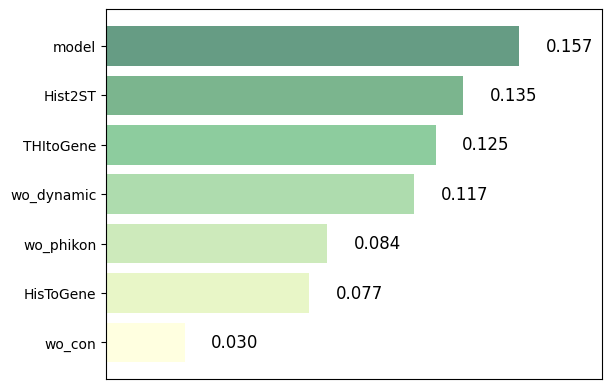 model 0.157
Hist2ST 0.135
THItoGene 0.125
wo_dynamic 0.117
wo_phikon 0.084
HisToGene 0.077
wo_con 0.030